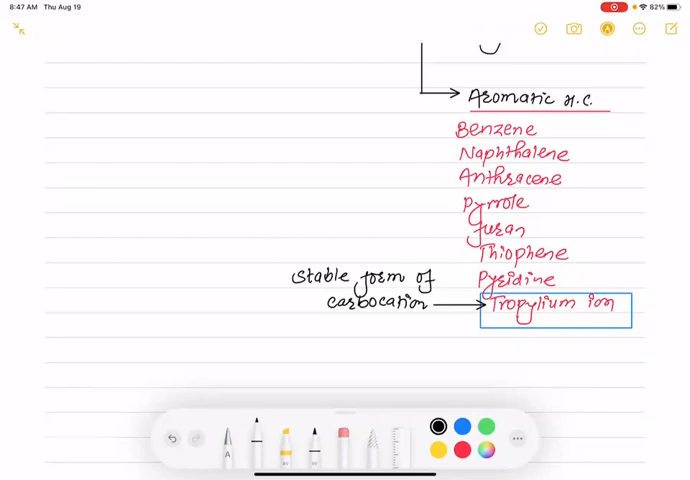 8:47 AM Thu Aug 19
82%
Aromatic H.C.
Benzene
Naphthalene
Anthracene
Pyrrole
furan
Thiophene
Stable form of
Pyridine
carbocation
Tropylium ion
A